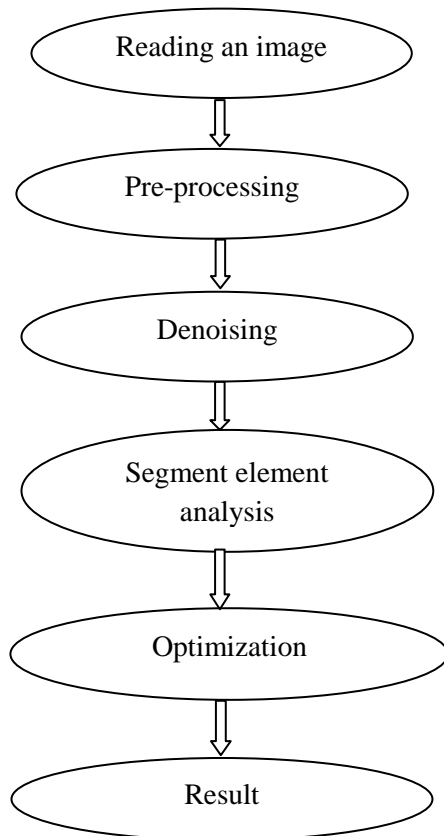 Reading an image
Pre-processing
Denoising
Segment element
analysis
Optimization
Result